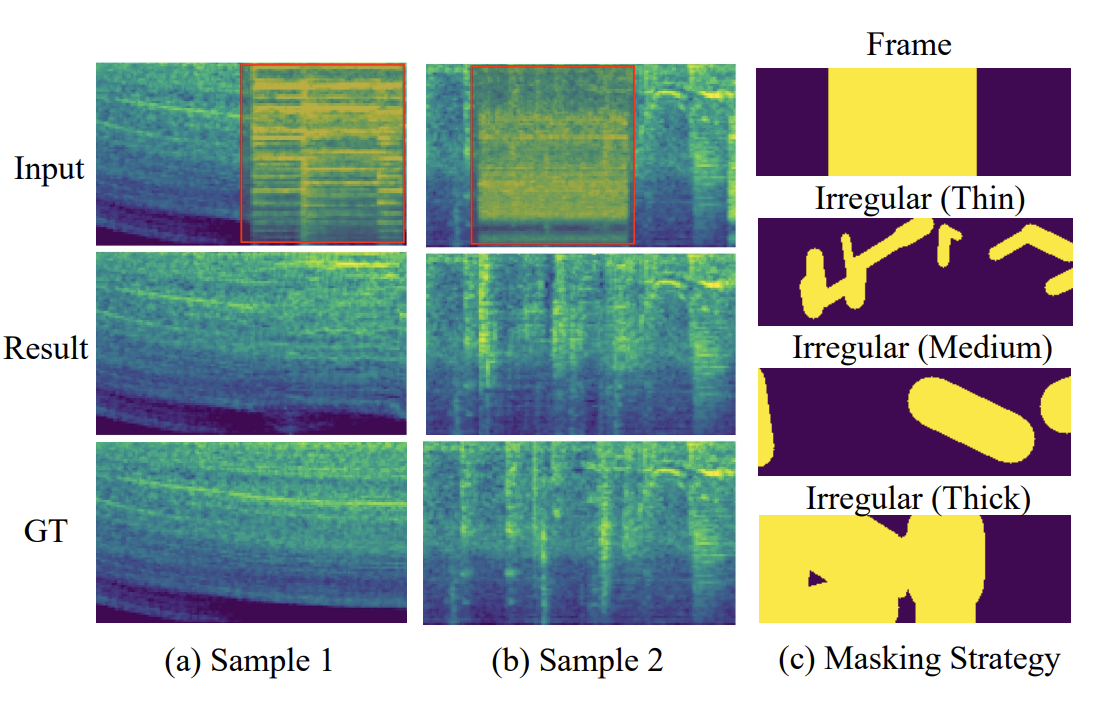 Frame
Input
Irregular (Thin)
Result
Irregular (Medium)
GT
Irregular (Thick)
(a) Sample 1
(b) Sample 2
(c) Masking Strategy